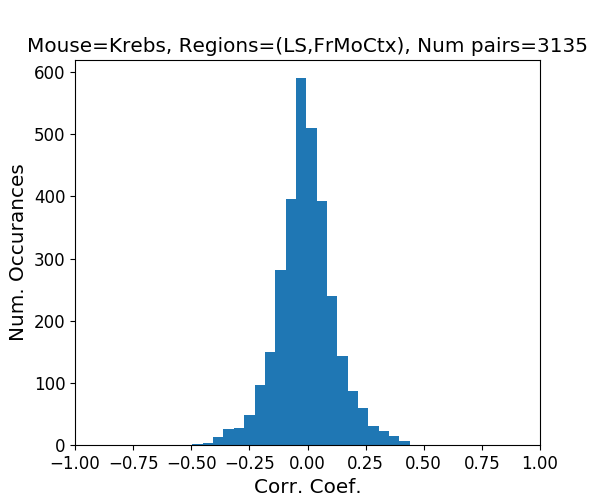 Mouse=Krebs, Regions=(LS,FrMoCtx), Num pairs=3135
600
500
400
300
200
100
0
Num. Occurances
−1.00 −0.75 −0.50 −0.25 0.00 0.25 0.50 0.75 1.00
Corr. Coef.